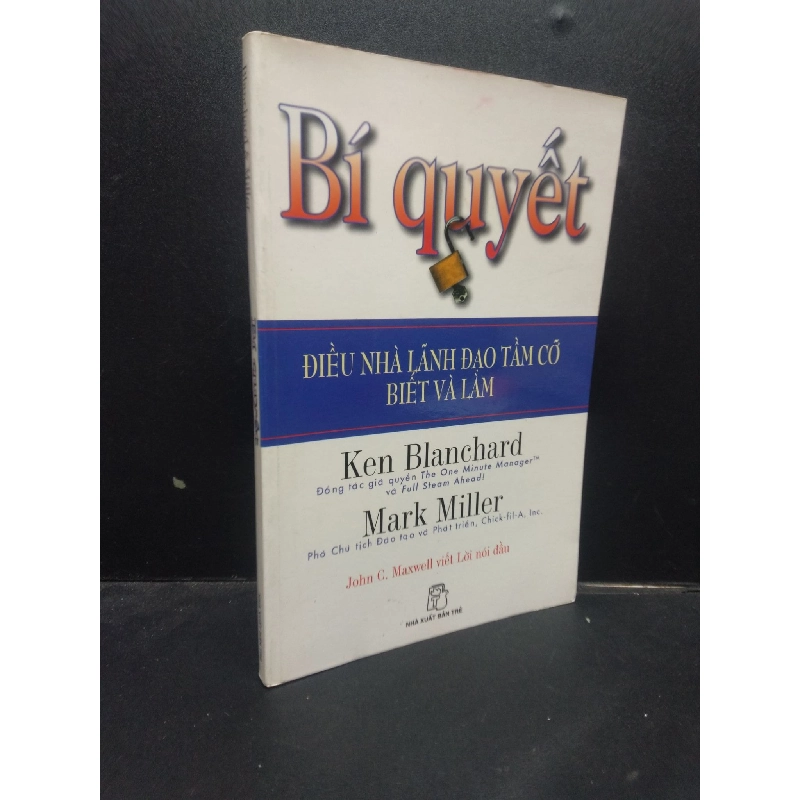 Bí quyết
ĐIỀU NHÀ LÃNH ĐẠO TẦM CỠ
BIẾT VÀ LÀM
Ken Blanchard
Đồng tác giả quyển The One Minute Manager™
và Full Steam Ahead!
Mark Miller
Phó Chủ tịch Đào tạo và Phát triển, Chick-fil-A, Inc.
John C. Maxwell viết Lời nói đầu
NHÀ XUẤT BẢN TRẺ